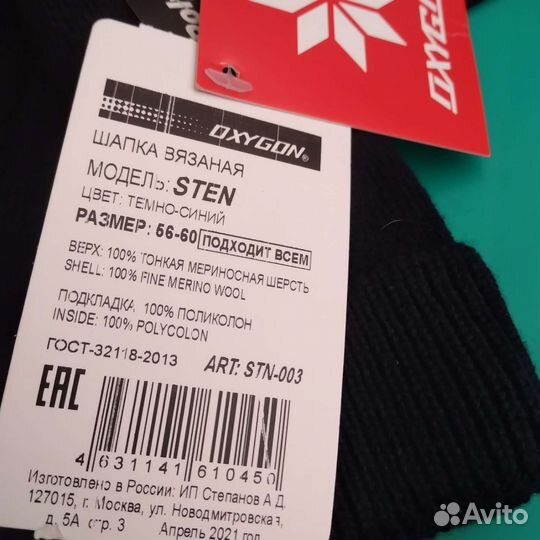 OXYGON
OXYGON®
ШАПКА ВЯЗАНАЯ
МОДЕЛЬ: STEN
ЦВЕТ: ТЕМНО-СИНИЙ
РАЗМЕР: 56-60 ПОДХОДИТ ВСЕМ
ВЕРХ: 100% ТОНКАЯ МЕРИНОСНАЯ ШЕРСТЬ
SHELL: 100% FINE MERINO WOOL
ПОДКЛАДКА: 100% ПОЛИКОЛОН
INSIDE: 100% POLYCOLON
ГОСТ-32118-2013 ART: STN-003
EAC
4 631141 610450
Изготовлено в России: ИП Степанов А.Д.
127015, г. Москва, ул. Новодмитровская,
д. 5А стр. 3 Апрель 2021 год
Avito